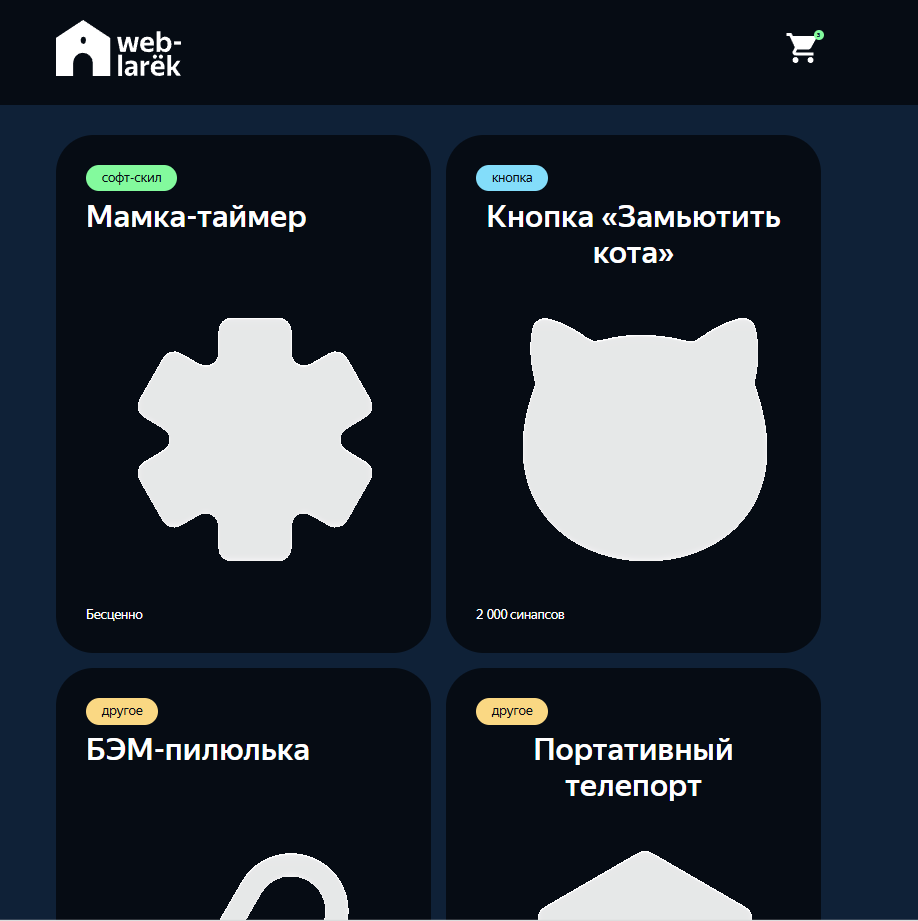 web-
larёk
3
софт-скил
Мамка-таймер
Бесценно
кнопка
Кнопка «Замьютить
кота»
2 000 синапсов
другое
БЭМ-пилюлька
другое
Портативный
телепорт